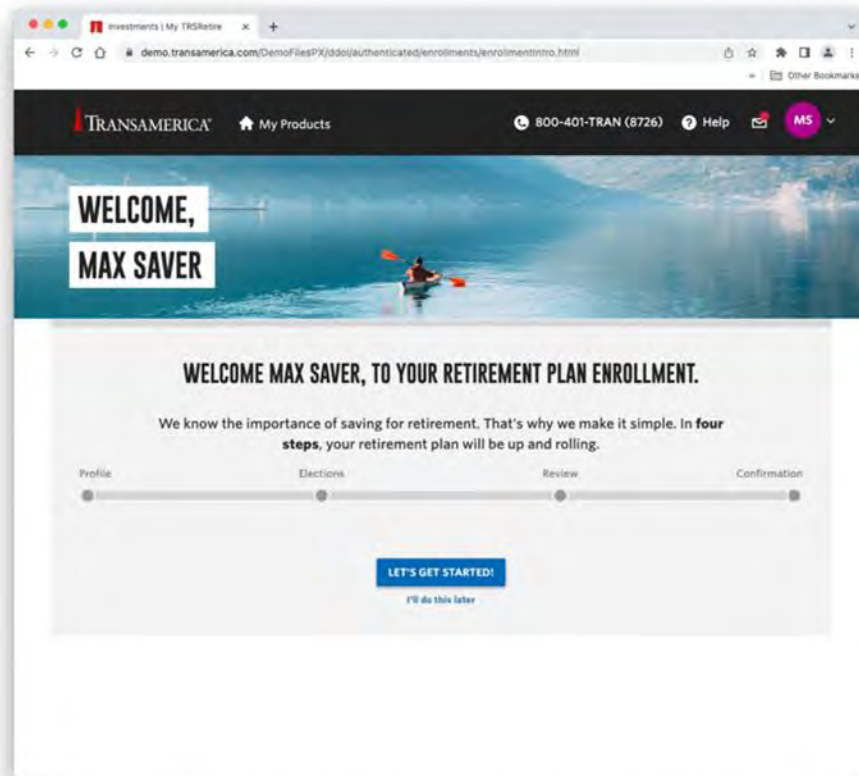 Investments | My TRSRetire
demo.transamerica.com/DemoFilesPX/ddol/authenticated/enrollments/enrollmentintro.html
» Other Bookmarks
TRANSAMERICA®
My Products
800-401-TRAN (8726)
Help
MS
WELCOME,
MAX SAVER
WELCOME MAX SAVER, TO YOUR RETIREMENT PLAN ENROLLMENT.
We know the importance of saving for retirement. That's why we make it simple. In four
steps, your retirement plan will be up and rolling.
Profile Elections Review Confirmation
LET'S GET STARTED!
I'll do this later